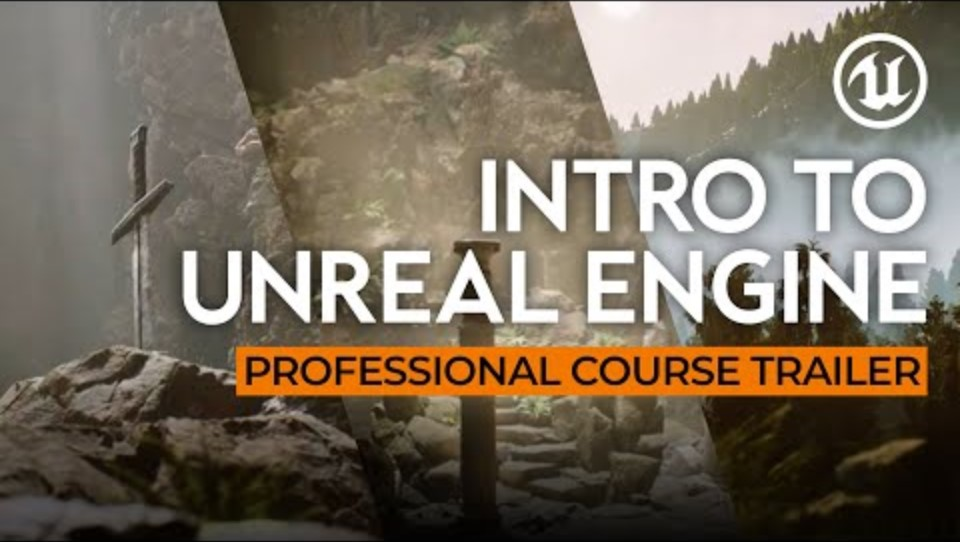 INTRO TO
UNREAL ENGINE
PROFESSIONAL COURSE TRAILER